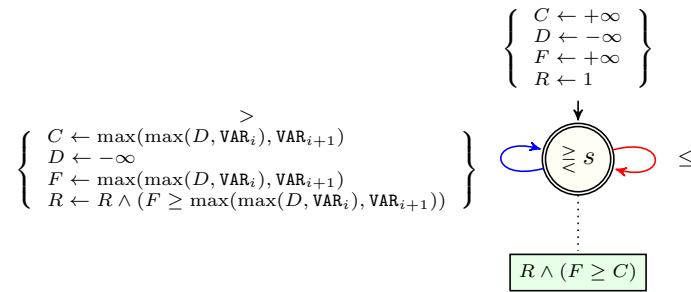 C ← +∞
D ← −∞
F ← +∞
R ← 1
>
C ← max(max(D, VAR_i), VAR_{i+1})
D ← −∞
F ← max(max(D, VAR_i), VAR_{i+1})
R ← R ∧ (F ≥ max(max(D, VAR_i), VAR_{i+1}))
≥
< s
≤
R ∧ (F ≥ C)